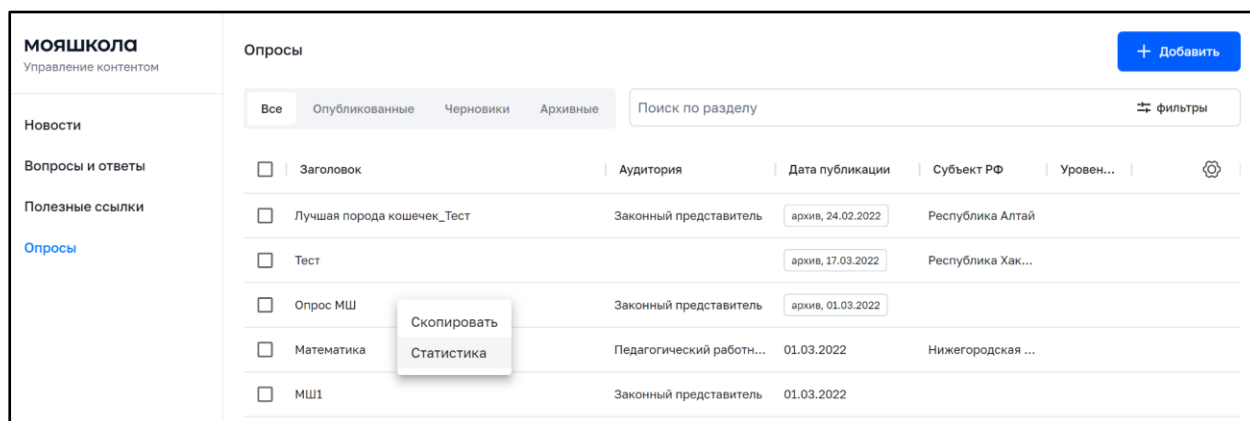 мояшкола
Управление контентом
Новости
Вопросы и ответы
Полезные ссылки
Опросы
Опросы
+ Добавить
Все Опубликованные Черновики Архивные Поиск по разделу фильтры
Заголовок Аудитория Дата публикации Субъект РФ Уровен...
Лучшая порода кошечек_Тест Законный представитель архив, 24.02.2022 Республика Алтай
Тест архив, 17.03.2022 Республика Хак...
Опрос МШ Законный представитель архив, 01.03.2022
Скопировать
Математика Педагогический работн... 01.03.2022 Нижегородская ...
Статистика
МШ1 Законный представитель 01.03.2022